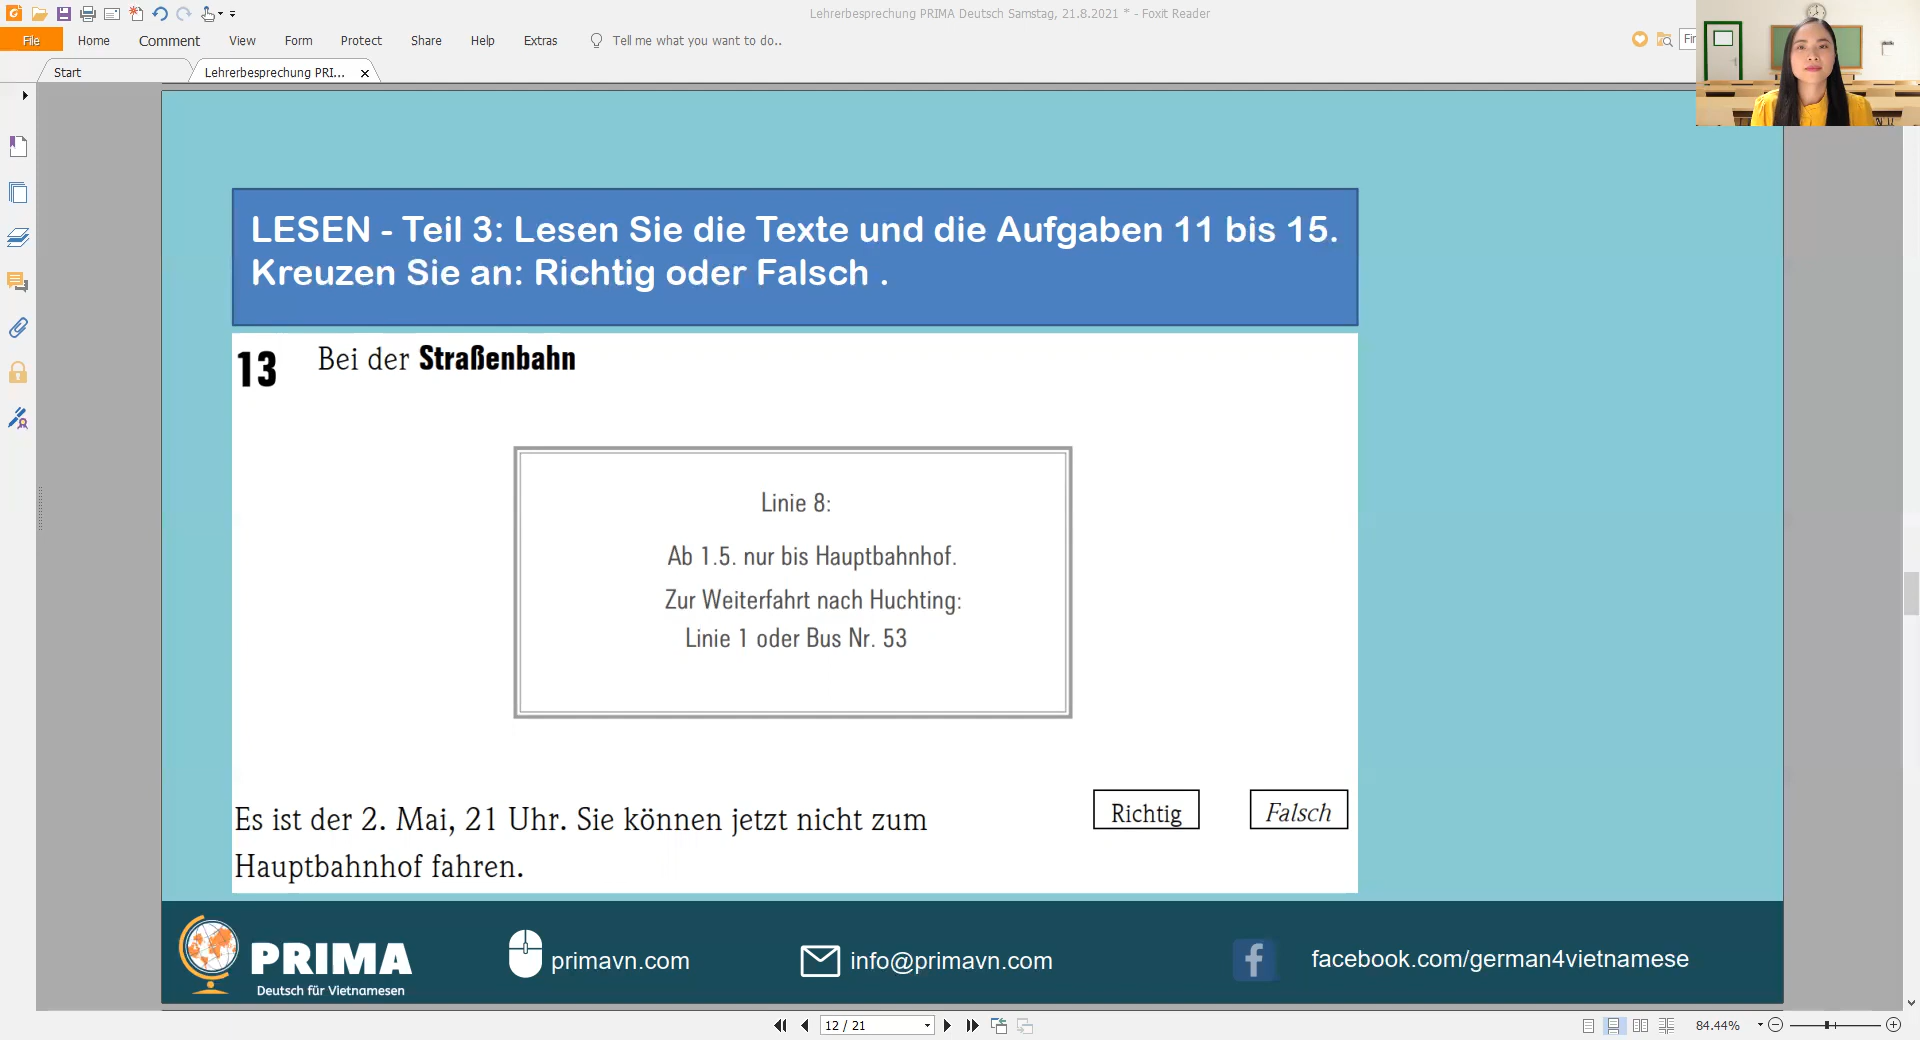 Lehrerbesprechung PRIMA Deutsch Samstag, 21.8.2021 * - Foxit Reader
File Home Comment View Form Protect Share Help Extras Tell me what you want to do..
Start Lehrerbesprechung PRI...
LESEN - Teil 3: Lesen Sie die Texte und die Aufgaben 11 bis 15.
Kreuzen Sie an: Richtig oder Falsch .
13 Bei der Straßenbahn
Linie 8:
Ab 1.5. nur bis Hauptbahnhof.
Zur Weiterfahrt nach Huchting:
Linie 1 oder Bus Nr. 53
Es ist der 2. Mai, 21 Uhr. Sie können jetzt nicht zum
Hauptbahnhof fahren.
Richtig Falsch
PRIMA
Deutsch für Vietnamesen
primavn.com
info@primavn.com
facebook.com/german4vietnamese
12 / 21
84.44%